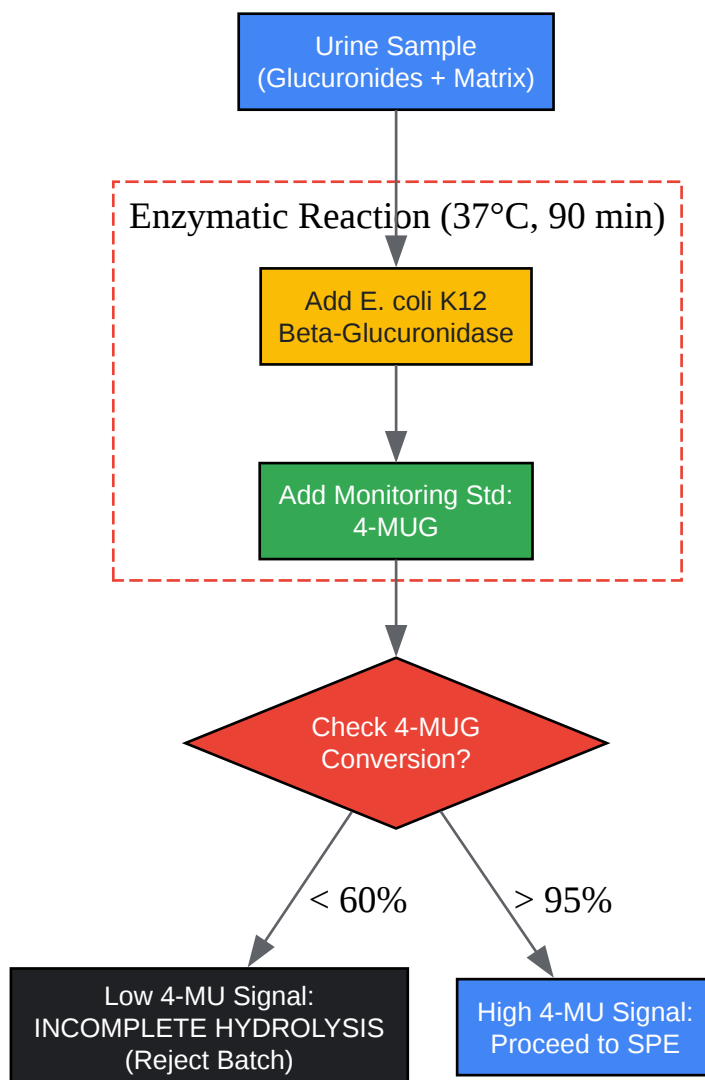 Urine Sample
(Glucuronides + Matrix)
Enzymatic Reaction (37°C, 90 min)
Add E. coli K12
Beta-Glucuronidase
Add Monitoring Std:
4-MUG
Check 4-MUG
Conversion?
< 60%
> 95%
Low 4-MU Signal:
INCOMPLETE HYDROLYSIS
(Reject Batch)
High 4-MU Signal:
Proceed to SPE